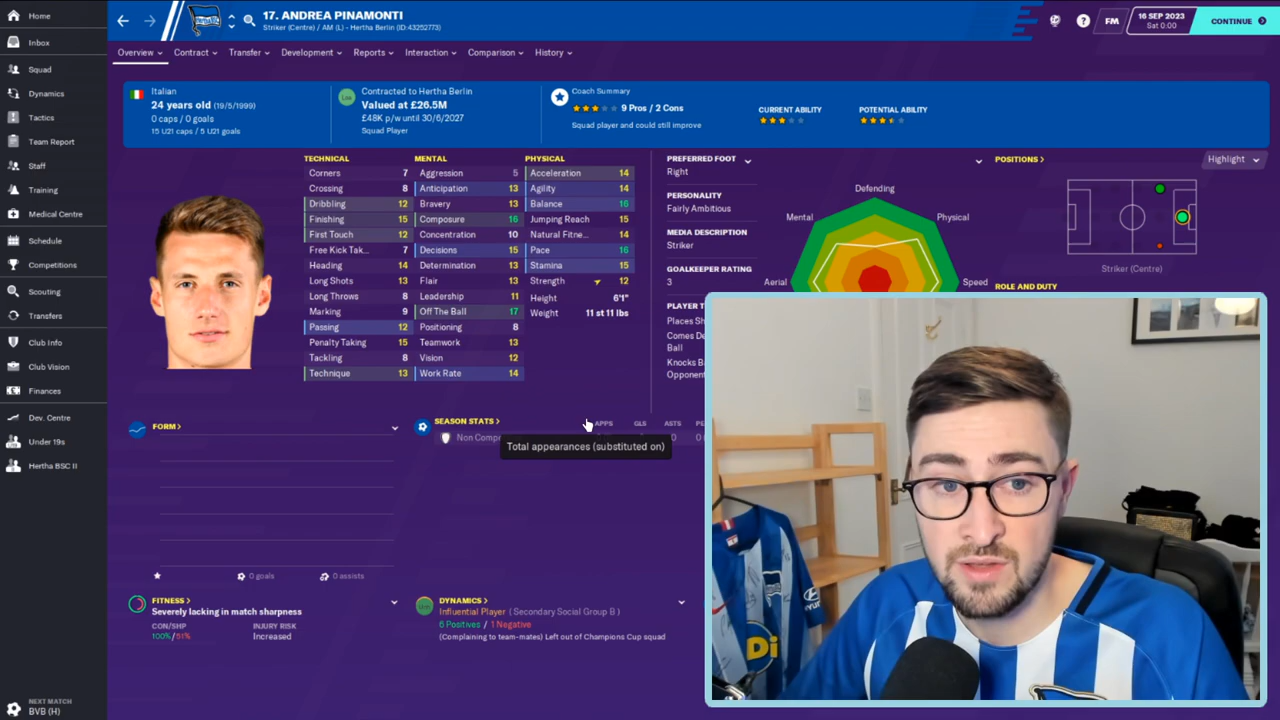 Home
Inbox
Squad
Dynamics
Tactics
Team Report
Staff
Training
Medical Centre
Schedule
Competitions
Scouting
Transfers
Club Info
Club Vision
Finances
Dev. Centre
Under 19s
Hertha BSC II
NEXT MATCH
BVB (H)
17. ANDREA PINAMONTI
Striker (Centre) / AM (L) - Hertha Berlin (ID:43252773)
FM
16 SEP 2023
Sat 0:00
CONTINUE
Overview
Contract
Transfer
Development
Reports
Interaction
Comparison
History
Italian
24 years old (19/5/1999)
0 caps / 0 goals
15 U21 caps / 5 U21 goals
Contracted to Hertha Berlin
Valued at £26.5M
£48K p/w until 30/6/2027
Squad Player
Coach Summary
9 Pros / 2 Cons
Squad player and could still improve
CURRENT ABILITY
POTENTIAL ABILITY
TECHNICAL
Corners 7
Crossing 8
Dribbling 12
Finishing 15
First Touch 12
Free Kick Tak... 7
Heading 14
Long Shots 13
Long Throws 8
Marking 9
Passing 12
Penalty Taking 15
Tackling 8
Technique 13
MENTAL
Aggression 5
Anticipation 13
Bravery 13
Composure 16
Concentration 10
Decisions 15
Determination 13
Flair 13
Leadership 11
Off The Ball 17
Positioning 8
Teamwork 13
Vision 12
Work Rate 14
PHYSICAL
Acceleration 14
Agility 14
Balance 16
Jumping Reach 15
Natural Fitne... 14
Pace 16
Stamina 15
Strength 12
Height 6'1"
Weight 11 st 11 lbs
PREFERRED FOOT
Right
PERSONALITY
Fairly Ambitious
MEDIA DESCRIPTION
Striker
GOALKEEPER RATING
3
PLAYER T
Places Sh
Comes De
Ball
Knocks B
Opponent
Defending
Mental
Physical
Aerial
Speed
POSITIONS
Highlight
Striker (Centre)
ROLE AND DUTY
FORM
0 goals
0 assists
SEASON STATS
APPS GLS ASTS
Non Compe
Total appearances (substituted on)
FITNESS
Severely lacking in match sharpness
CON/SHP
100%/51%
INJURY RISK
Increased
DYNAMICS
Influential Player (Secondary Social Group B)
6 Positives / 1 Negative
(Complaining to team-mates) Left out of Champions Cup squad
Di